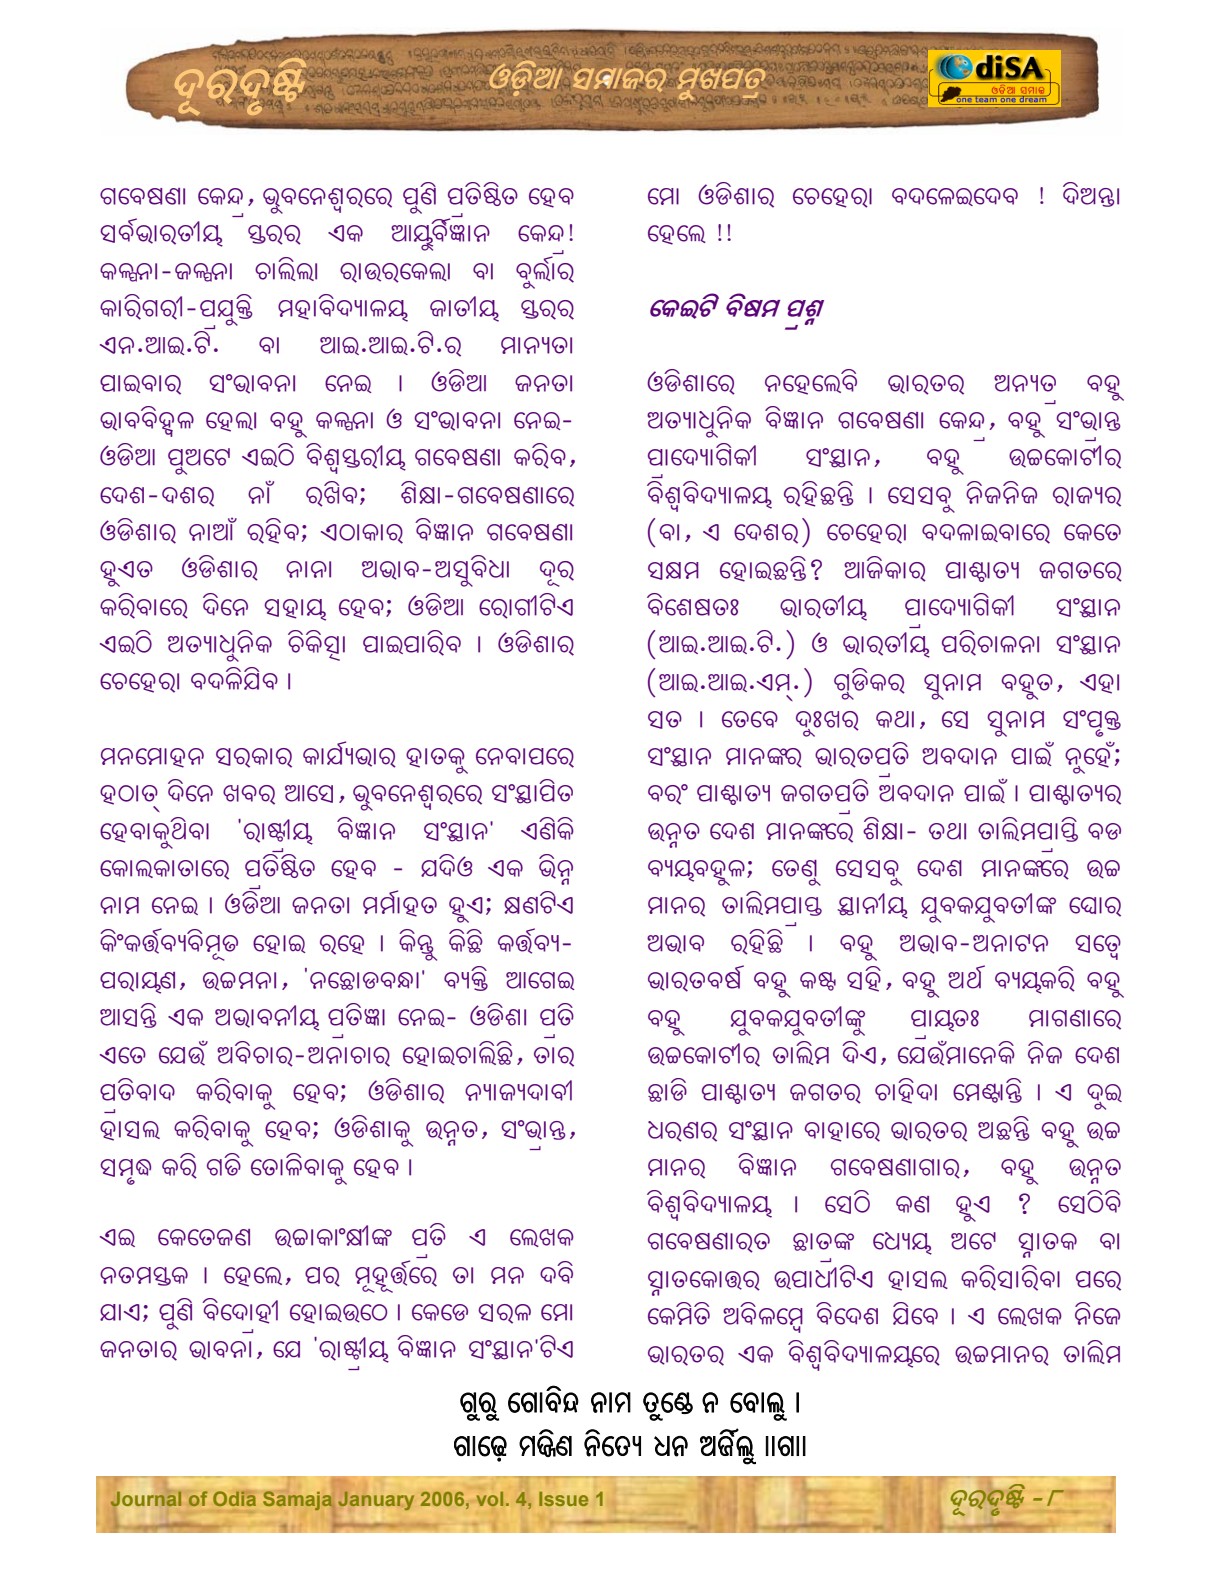 ଦୂରଦୃଷ୍ଟି
ଓଡ଼ିଆ ସମାଜର ମୁଖପତ୍ର
OdiSA
ଓଡିଆ ସମାଜ
one team one dream
ଗବେଷଣା କେନ୍ଦ୍ର, ଭୁବନେଶ୍ୱରରେ ପୁଣି ପ୍ରତିଷ୍ଠିତ ହେବ
ସର୍ବଭାରତୀୟ ସ୍ତରର ଏକ ଆୟୁର୍ବିଜ୍ଞାନ କେନ୍ଦ୍ର!
କଳ୍ପନା-ଜଳ୍ପନା ଚାଲିଲା ରାଉରକେଲା ବା ବୁର୍ଲାର
କାରିଗରୀ-ପ୍ରଯୁକ୍ତି ମହାବିଦ୍ୟାଳୟ ଜାତୀୟ ସ୍ତରର
ଏନ.ଆଇ.ଟି. ବା ଆଇ.ଆଇ.ଟି.ର ମାନ୍ୟତା
ପାଇବାର ସଂଭାବନା ନେଇ । ଓଡିଆ ଜନତା
ଭାବବିହ୍ୱଳ ହେଲା ବହୁ କଳ୍ପନା ଓ ସଂଭାବନା ନେଇ-
ଓଡିଆ ପୁଅଟେ ଏଇଠି ବିଶ୍ୱସ୍ତରୀୟ ଗବେଷଣା କରିବ,
ଦେଶ-ଦଶର ନାଁ ରଖିବ; ଶିକ୍ଷା-ଗବେଷଣାରେ
ଓଡିଶାର ନାଆଁ ରହିବ; ଏଠାକାର ବିଜ୍ଞାନ ଗବେଷଣା
ହୁଏତ ଓଡିଶାର ନାନା ଅଭାବ-ଅସୁବିଧା ଦୂର
କରିବାରେ ଦିନେ ସହାୟ ହେବ; ଓଡିଆ ରୋଗୀଟିଏ
ଏଇଠି ଅତ୍ୟାଧୁନିକ ଚିକିତ୍ସା ପାଇପାରିବ । ଓଡିଶାର
ଚେହେରା ବଦଳିଯିବ ।
ମନମୋହନ ସରକାର କାର୍ଯ୍ୟଭାର ହାତକୁ ନେବାପରେ
ହଠାତ୍ ଦିନେ ଖବର ଆସେ, ଭୁବନେଶ୍ୱରରେ ସଂସ୍ଥାପିତ
ହେବାକୁଥିବା 'ରାଷ୍ଟ୍ରୀୟ ବିଜ୍ଞାନ ସଂସ୍ଥାନ' ଏଣିକି
କୋଲକାତାରେ ପ୍ରତିଷ୍ଠିତ ହେବ - ଯଦିଓ ଏକ ଭିନ୍ନ
ନାମ ନେଇ । ଓଡିଆ ଜନତା ମର୍ମାହତ ହୁଏ; କ୍ଷଣଟିଏ
କିଂକର୍ତ୍ତବ୍ୟବିମୂଢ ହୋଇ ରହେ । କିନ୍ତୁ କିଛି କର୍ତ୍ତବ୍ୟ-
ପରାୟଣ, ଉଚ୍ଚମନା, 'ନଛୋଡବନ୍ଧା' ବ୍ୟକ୍ତି ଆଗେଇ
ଆସନ୍ତି ଏକ ଅଭାବନୀୟ ପ୍ରତିଜ୍ଞା ନେଇ- ଓଡିଶା ପ୍ରତି
ଏତେ ଯେଉଁ ଅବିଚାର-ଅନାଚାର ହୋଇଚାଲିଛି, ତାର
ପ୍ରତିବାଦ କରିବାକୁ ହେବ; ଓଡିଶାର ନ୍ୟାଜ୍ୟଦାବୀ
ହାସଲ କରିବାକୁ ହେବ; ଓଡିଶାକୁ ଉନ୍ନତ, ସଂଭ୍ରାନ୍ତ,
ସମୃଦ୍ଧ କରି ଗଢି ତୋଳିବାକୁ ହେବ ।
ଏଇ କେତେଜଣ ଉଚ୍ଚାକାଂକ୍ଷୀଙ୍କ ପ୍ରତି ଏ ଲେଖକ
ନତମସ୍ତକ । ହେଲେ, ପର ମୂହୂର୍ତ୍ତରେ ତା ମନ ଦବି
ଯାଏ; ପୁଣି ବିଦ୍ରୋହୀ ହୋଇଉଠେ । କେଡେ ସରଳ ମୋ
ଜନତାର ଭାବନା, ଯେ 'ରାଷ୍ଟ୍ରୀୟ ବିଜ୍ଞାନ ସଂସ୍ଥାନ'ଟିଏ
ମୋ ଓଡିଶାର ଚେହେରା ବଦଳେଇଦେବ ! ଦିଅନ୍ତା
ହେଲେ !!
କେଇଟି ବିଷମ ପ୍ରଶ୍ନ
ଓଡିଶାରେ ନହେଲେବି ଭାରତର ଅନ୍ୟତ୍ର ବହୁ
ଅତ୍ୟାଧୁନିକ ବିଜ୍ଞାନ ଗବେଷଣା କେନ୍ଦ୍ର, ବହୁ ସଂଭ୍ରାନ୍ତ
ପ୍ରାଦ୍ୟୋଗିକୀ ସଂସ୍ଥାନ, ବହୁ ଉଚ୍ଚକୋଟୀର
ବିଶ୍ୱବିଦ୍ୟାଳୟ ରହିଛନ୍ତି । ସେସବୁ ନିଜନିଜ ରାଜ୍ୟର
(ବା, ଏ ଦେଶର) ଚେହେରା ବଦଳାଇବାରେ କେତେ
ସକ୍ଷମ ହୋଇଛନ୍ତି? ଆଜିକାର ପାଶ୍ଚାତ୍ୟ ଜଗତରେ
ବିଶେଷତଃ ଭାରତୀୟ ପ୍ରାଦ୍ୟୋଗିକୀ ସଂସ୍ଥାନ
(ଆଇ.ଆଇ.ଟି.) ଓ ଭାରତୀୟ ପରିଚାଳନା ସଂସ୍ଥାନ
(ଆଇ.ଆଇ.ଏମ୍.) ଗୁଡିକର ସୁନାମ ବହୁତ, ଏହା
ସତ । ତେବେ ଦୁଃଖର କଥା, ସେ ସୁନାମ ସଂପୃକ୍ତ
ସଂସ୍ଥାନ ମାନଙ୍କର ଭାରତପ୍ରତି ଅବଦାନ ପାଇଁ ନୁହେଁ;
ବରଂ ପାଶ୍ଚାତ୍ୟ ଜଗତପ୍ରତି ଅବଦାନ ପାଇଁ । ପାଶ୍ଚାତ୍ୟର
ଉନ୍ନତ ଦେଶ ମାନଙ୍କରେ ଶିକ୍ଷା- ତଥା ତାଲିମପ୍ରାପ୍ତି ବଡ
ବ୍ୟୟବହୁଳ; ତେଣୁ ସେସବୁ ଦେଶ ମାନଙ୍କରେ ଉଚ୍ଚ
ମାନର ତାଲିମପ୍ରାପ୍ତ ସ୍ଥାନୀୟ ଯୁବକଯୁବତୀଙ୍କ ଘୋର
ଅଭାବ ରହିଛି । ବହୁ ଅଭାବ-ଅନାଟନ ସତ୍ୱେ
ଭାରତବର୍ଷ ବହୁ କଷ୍ଟ ସହି, ବହୁ ଅର୍ଥ ବ୍ୟୟକରି ବହୁ
ବହୁ ଯୁବକଯୁବତୀଙ୍କୁ ପ୍ରାୟତଃ ମାଗଣାରେ
ଉଚ୍ଚକୋଟୀର ତାଲିମ ଦିଏ, ଯେଉଁମାନେକି ନିଜ ଦେଶ
ଛାଡି ପାଶ୍ଚାତ୍ୟ ଜଗତର ଚାହିଦା ମେଣ୍ଟାନ୍ତି । ଏ ଦୁଇ
ଧରଣର ସଂସ୍ଥାନ ବାହାରେ ଭାରତର ଅଛନ୍ତି ବହୁ ଉଚ୍ଚ
ମାନର ବିଜ୍ଞାନ ଗବେଷଣାଗାର, ବହୁ ଉନ୍ନତ
ବିଶ୍ୱବିଦ୍ୟାଳୟ । ସେଠି କଣ ହୁଏ ? ସେଠିବି
ଗବେଷଣାରତ ଛାତ୍ରଙ୍କ ଧ୍ୟେୟ ଅଟେ ସ୍ନାତକ ବା
ସ୍ନାତକୋତ୍ତର ଉପାଧୀଟିଏ ହାସଲ କରିସାରିବା ପରେ
କେମିତି ଅବିଳମ୍ବେ ବିଦେଶ ଯିବେ । ଏ ଲେଖକ ନିଜେ
ଭାରତର ଏକ ବିଶ୍ୱବିଦ୍ୟାଳୟରେ ଉଚ୍ଚମାନର ତାଲିମ
ଗୁରୁ ଗୋବିନ୍ଦ ନାମ ତୁଣ୍ଡେ ନ ବୋଲୁ ।
ଗାଢ଼େ ମଜ୍ଜିଣ ନିତ୍ୟେ ଧନ ଅର୍ଜିଲୁ ॥ଗା॥
Journal of Odia Samaja January 2006, vol. 4, Issue 1
ଦୂରଦୃଷ୍ଟି - ୮